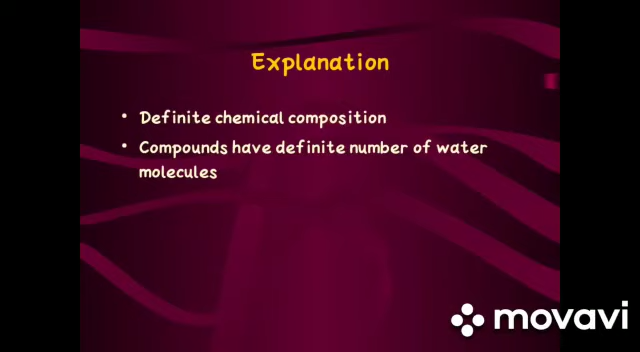 Explanation
• Definite chemical composition
• Compounds have definite number of water
molecules
movavi